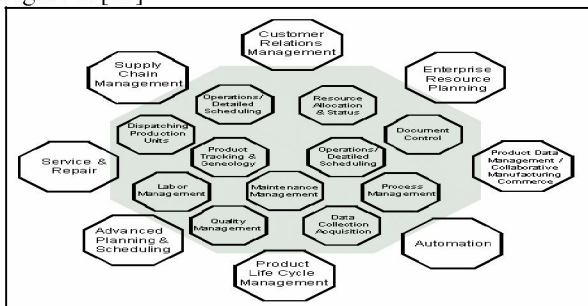 Customer
Relations
Management
Supply
Chain
Management
Enterprise
Resource
Planning
Operations/
Detailed
Scheduling
Resource
Allocation
& Status
Dispatching
Production
Units
Document
Control
Product
Tracking &
Geneology
Operations/
Deatiled
Scheduling
Service &
Repair
Product Data
Management /
Collaborative
Manufacturing
Commerce
Labor
Management
Maintenance
Management
Process
Management
Quality
Management
Data
Collection
Acquisition
Advanced
Planning &
Scheduling
Automation
Product
Life Cycle
Management